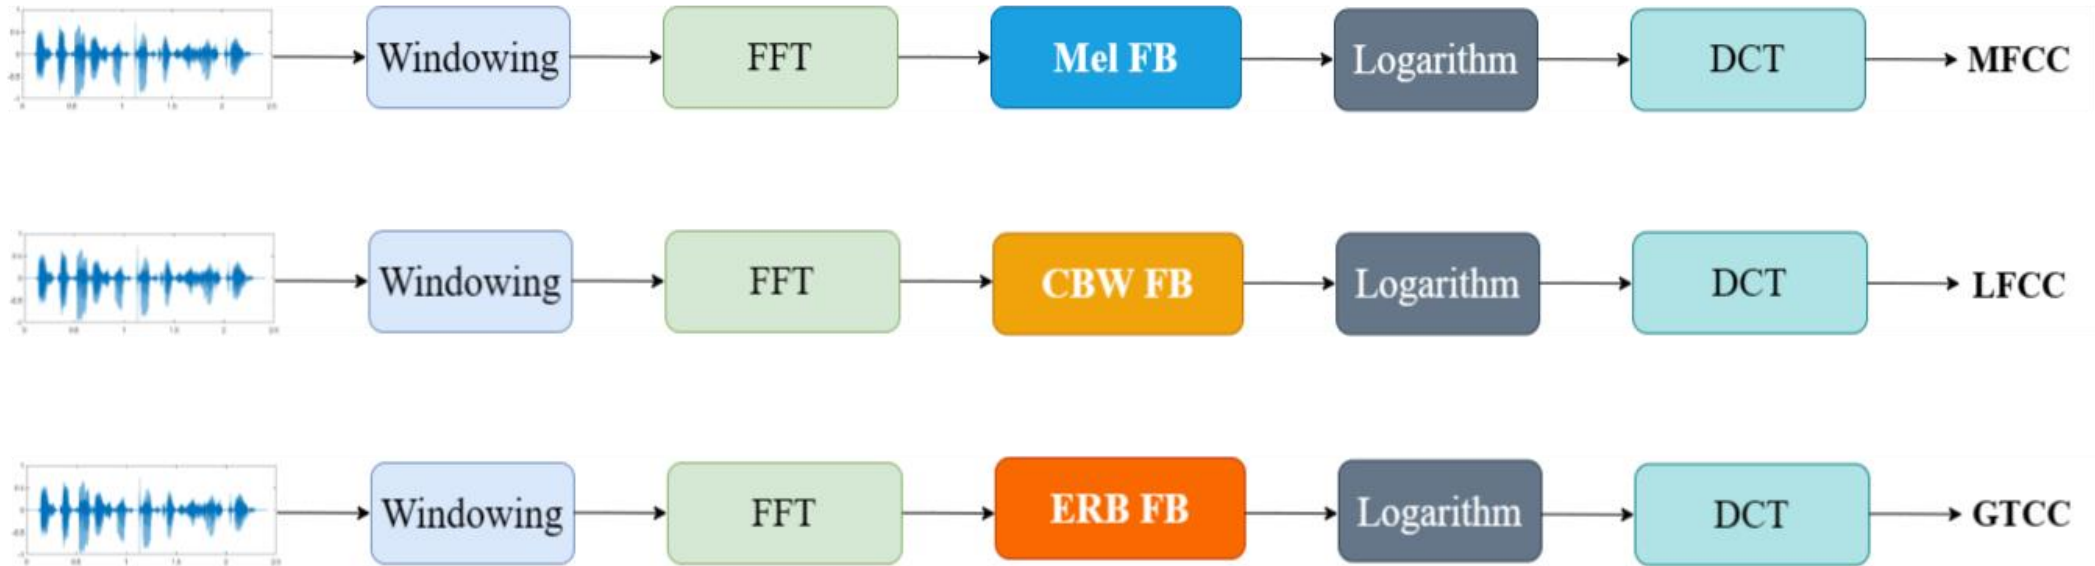 Windowing FFT Mel FB Logarithm DCT MFCC
Windowing FFT CBW FB Logarithm DCT LFCC
Windowing FFT ERB FB Logarithm DCT GTCC